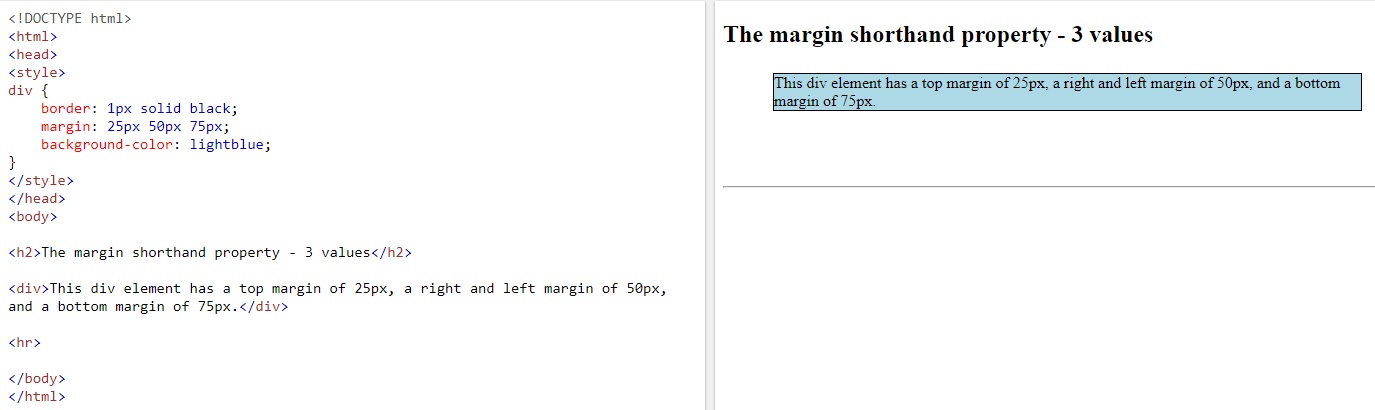 <!DOCTYPE html>
<html>
<head>
<style>
div {
    border: 1px solid black;
    margin: 25px 50px 75px;
    background-color: lightblue;
}
</style>
</head>
<body>

<h2>The margin shorthand property - 3 values</h2>

<div>This div element has a top margin of 25px, a right and left margin of 50px,
and a bottom margin of 75px.</div>

<hr>

</body>
</html>
The margin shorthand property - 3 values
This div element has a top margin of 25px, a right and left margin of 50px, and a bottom
margin of 75px.